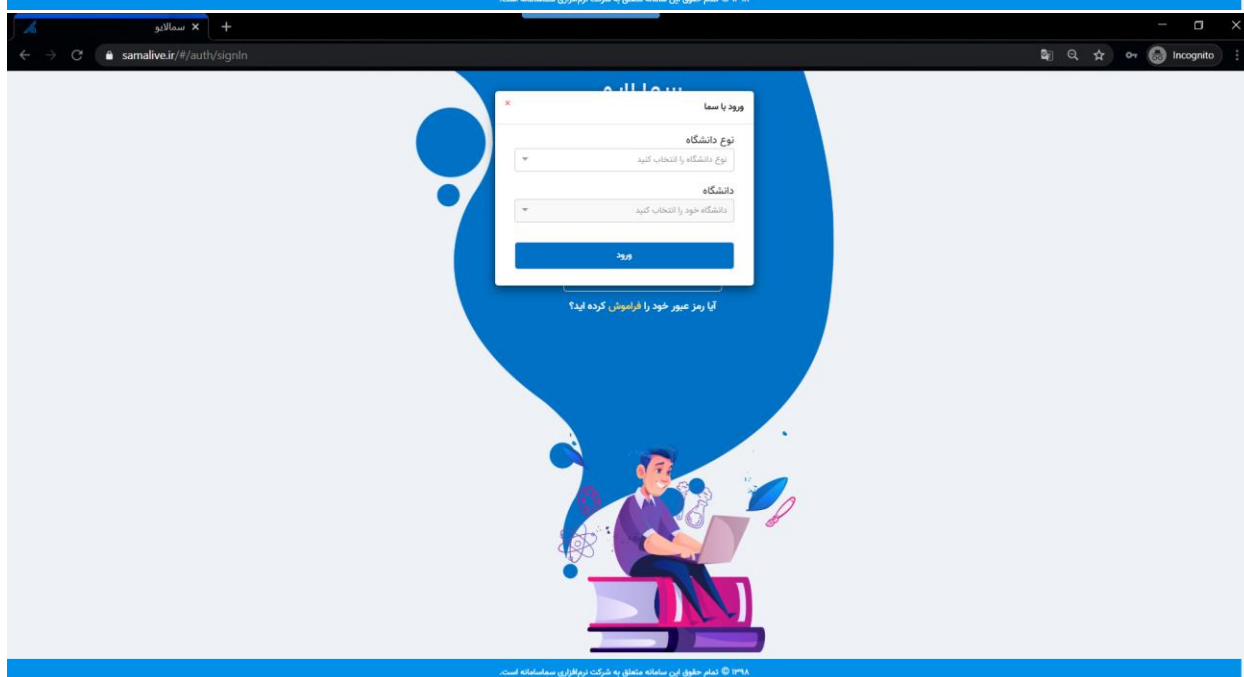 سمالایو
samalive.ir/#/auth/signIn
Incognito
سما لایو
ورود با سما
نوع دانشگاه
نوع دانشگاه را انتخاب کنید
دانشگاه
دانشگاه خود را انتخاب کنید
ورود
آیا رمز عبور خود را فراموش کرده اید؟
۱۳۹۸ © تمام حقوق این سامانه متعلق به شرکت نرم‌افزاری سماسامانه است.